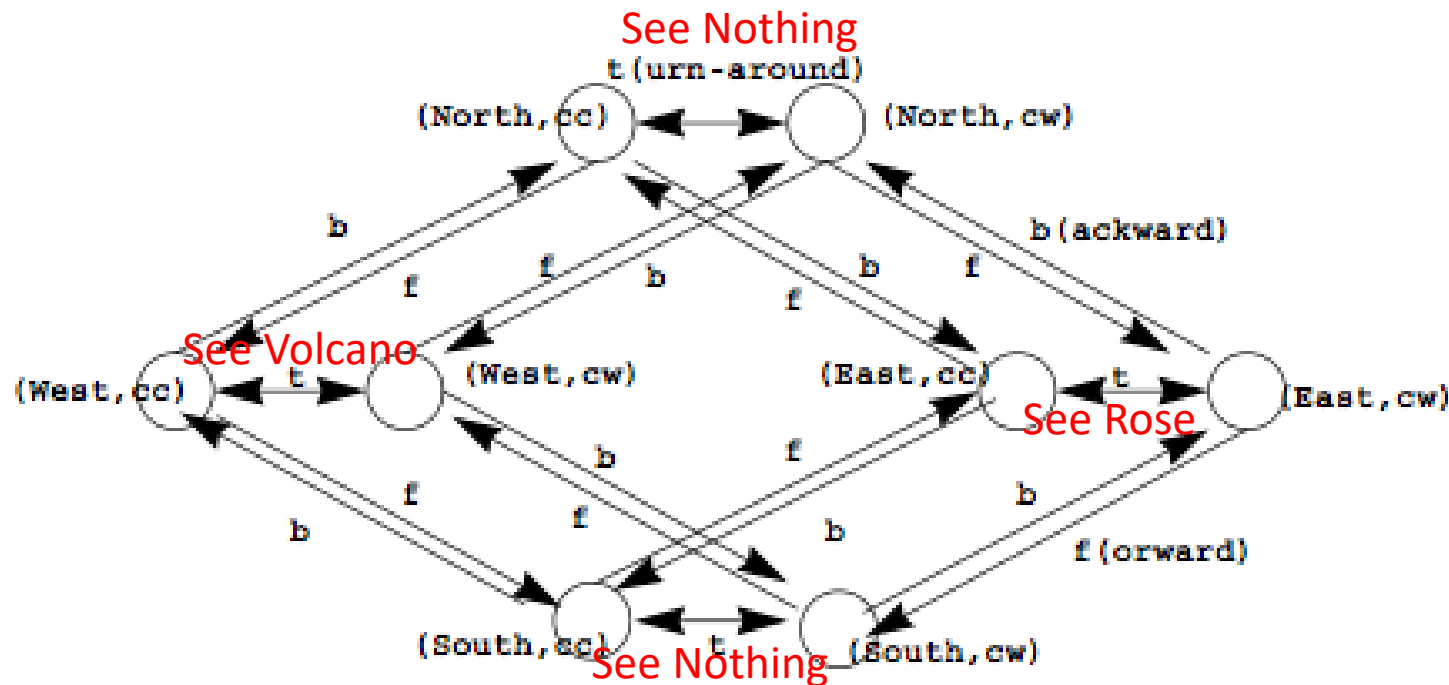 See Nothing
t(urn-around)
(North,cc)
(North,cw)
b
f
f
b
b
f
b(ackward)
f
See Volcano
t
(West,cc)
(West,cw)
(East,cc)
t
(East,cw)
See Rose
f
b
b
f
f
b
b
f(orward)
(South,cc)
t
(South,cw)
See Nothing